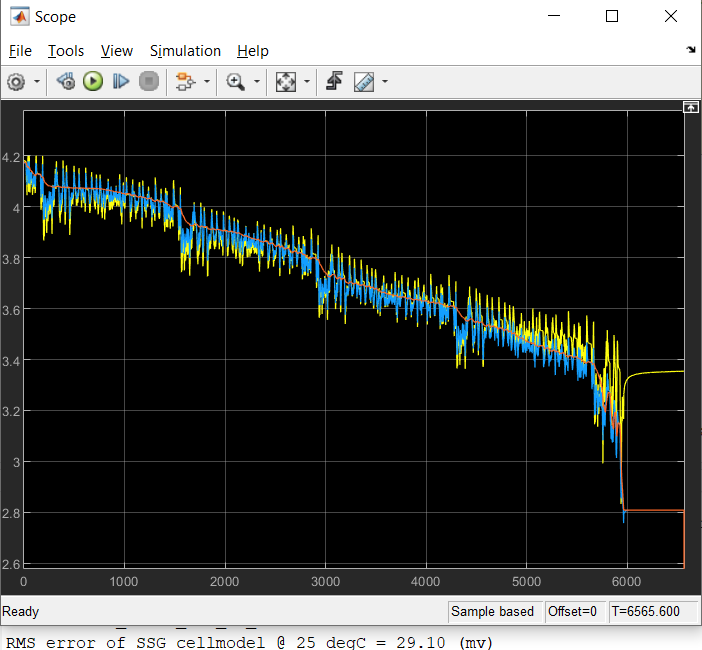 Scope
File Tools View Simulation Help
4.2
4
3.8
3.6
3.4
3.2
3
2.8
2.6
0 1000 2000 3000 4000 5000 6000
Ready Sample based Offset=0 T=6565.600
RMS error of SSG cellmodel @ 25 degC = 29.10 (mv)